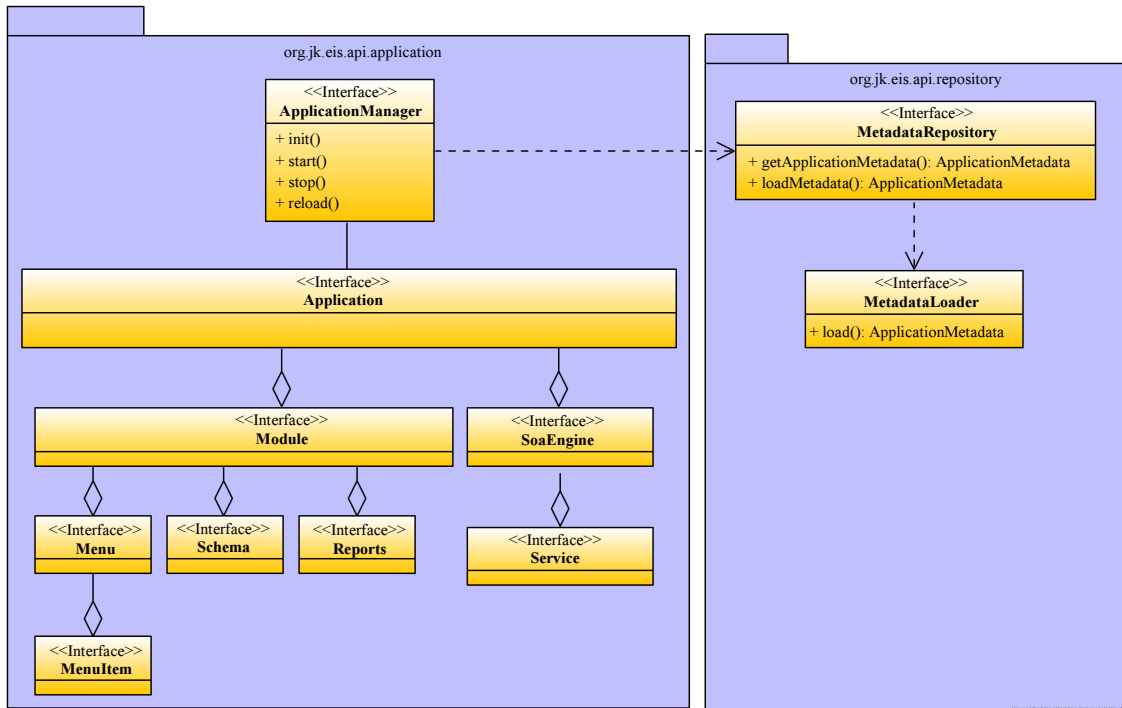 org.jk.eis.api.application
<<Interface>>
ApplicationManager
+ init()
+ start()
+ stop()
+ reload()
<<Interface>>
Application
<<Interface>>
Module
<<Interface>>
SoaEngine
<<Interface>>
Menu
<<Interface>>
Schema
<<Interface>>
Reports
<<Interface>>
Service
<<Interface>>
MenuItem
org.jk.eis.api.repository
<<Interface>>
MetadataRepository
+ getApplicationMetadata(): ApplicationMetadata
+ loadMetadata(): ApplicationMetadata
<<Interface>>
MetadataLoader
+ load(): ApplicationMetadata